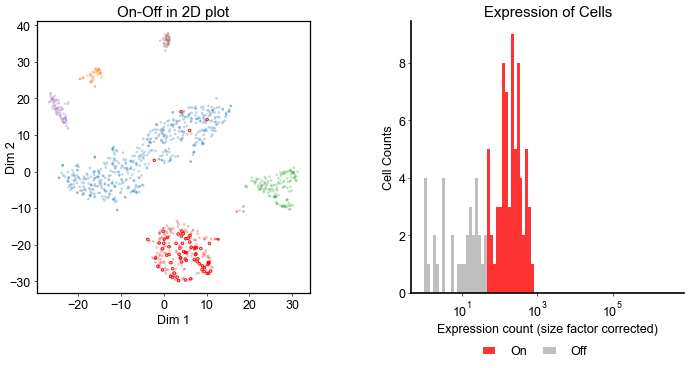 On-Off in 2D plot
40
30
20
10
0
−10
−20
−30
Dim 2
−20 −10 0 10 20 30
Dim 1
Expression of Cells
8
6
4
2
0
Cell Counts
10^1 10^3 10^5
Expression count (size factor corrected)
On Off